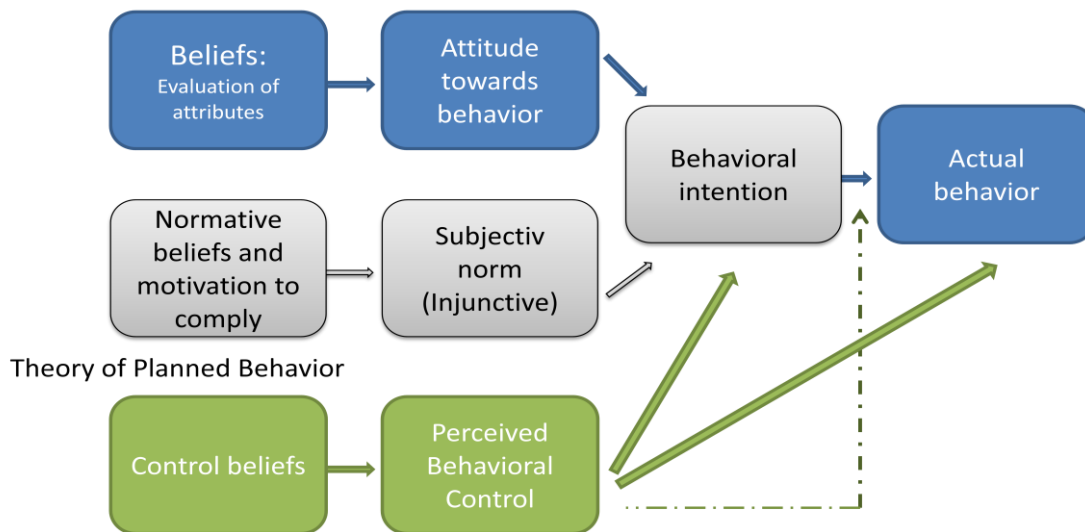 Beliefs:
Evaluation of
attributes
Attitude
towards
behavior
Behavioral
intention
Actual
behavior
Normative
beliefs and
motivation to
comply
Subjectiv
norm
(Injunctive)
Theory of Planned Behavior
Control beliefs
Perceived
Behavioral
Control